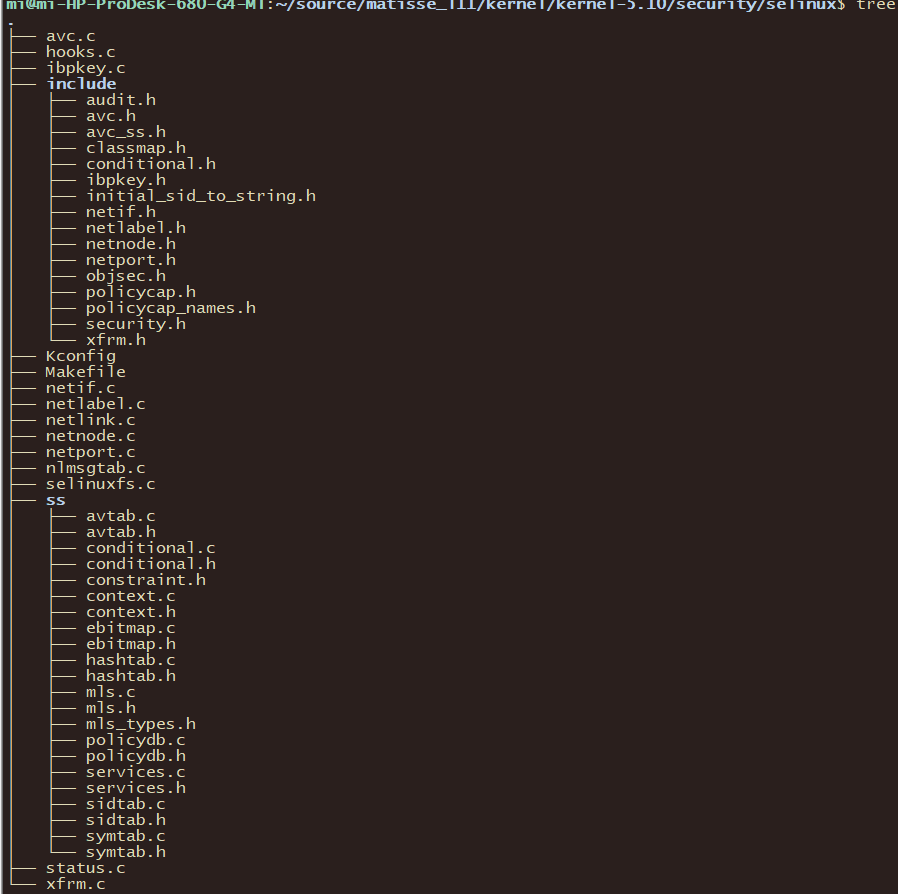 mi@mi-HP-ProDesk-680-G4-MT:~/source/matisse_III/kernel/kernel-5.10/security/selinux$ tree
.
├── avc.c
├── hooks.c
├── ibpkey.c
├── include
│   ├── audit.h
│   ├── avc.h
│   ├── avc_ss.h
│   ├── classmap.h
│   ├── conditional.h
│   ├── ibpkey.h
│   ├── initial_sid_to_string.h
│   ├── netif.h
│   ├── netlabel.h
│   ├── netnode.h
│   ├── netport.h
│   ├── objsec.h
│   ├── policycap.h
│   ├── policycap_names.h
│   ├── security.h
│   └── xfrm.h
├── Kconfig
├── Makefile
├── netif.c
├── netlabel.c
├── netlink.c
├── netnode.c
├── netport.c
├── nlmsgtab.c
├── selinuxfs.c
├── ss
│   ├── avtab.c
│   ├── avtab.h
│   ├── conditional.c
│   ├── conditional.h
│   ├── constraint.h
│   ├── context.c
│   ├── context.h
│   ├── ebitmap.c
│   ├── ebitmap.h
│   ├── hashtab.c
│   ├── hashtab.h
│   ├── mls.c
│   ├── mls.h
│   ├── mls_types.h
│   ├── policydb.c
│   ├── policydb.h
│   ├── services.c
│   ├── services.h
│   ├── sidtab.c
│   ├── sidtab.h
│   ├── symtab.c
│   └── symtab.h
├── status.c
└── xfrm.c